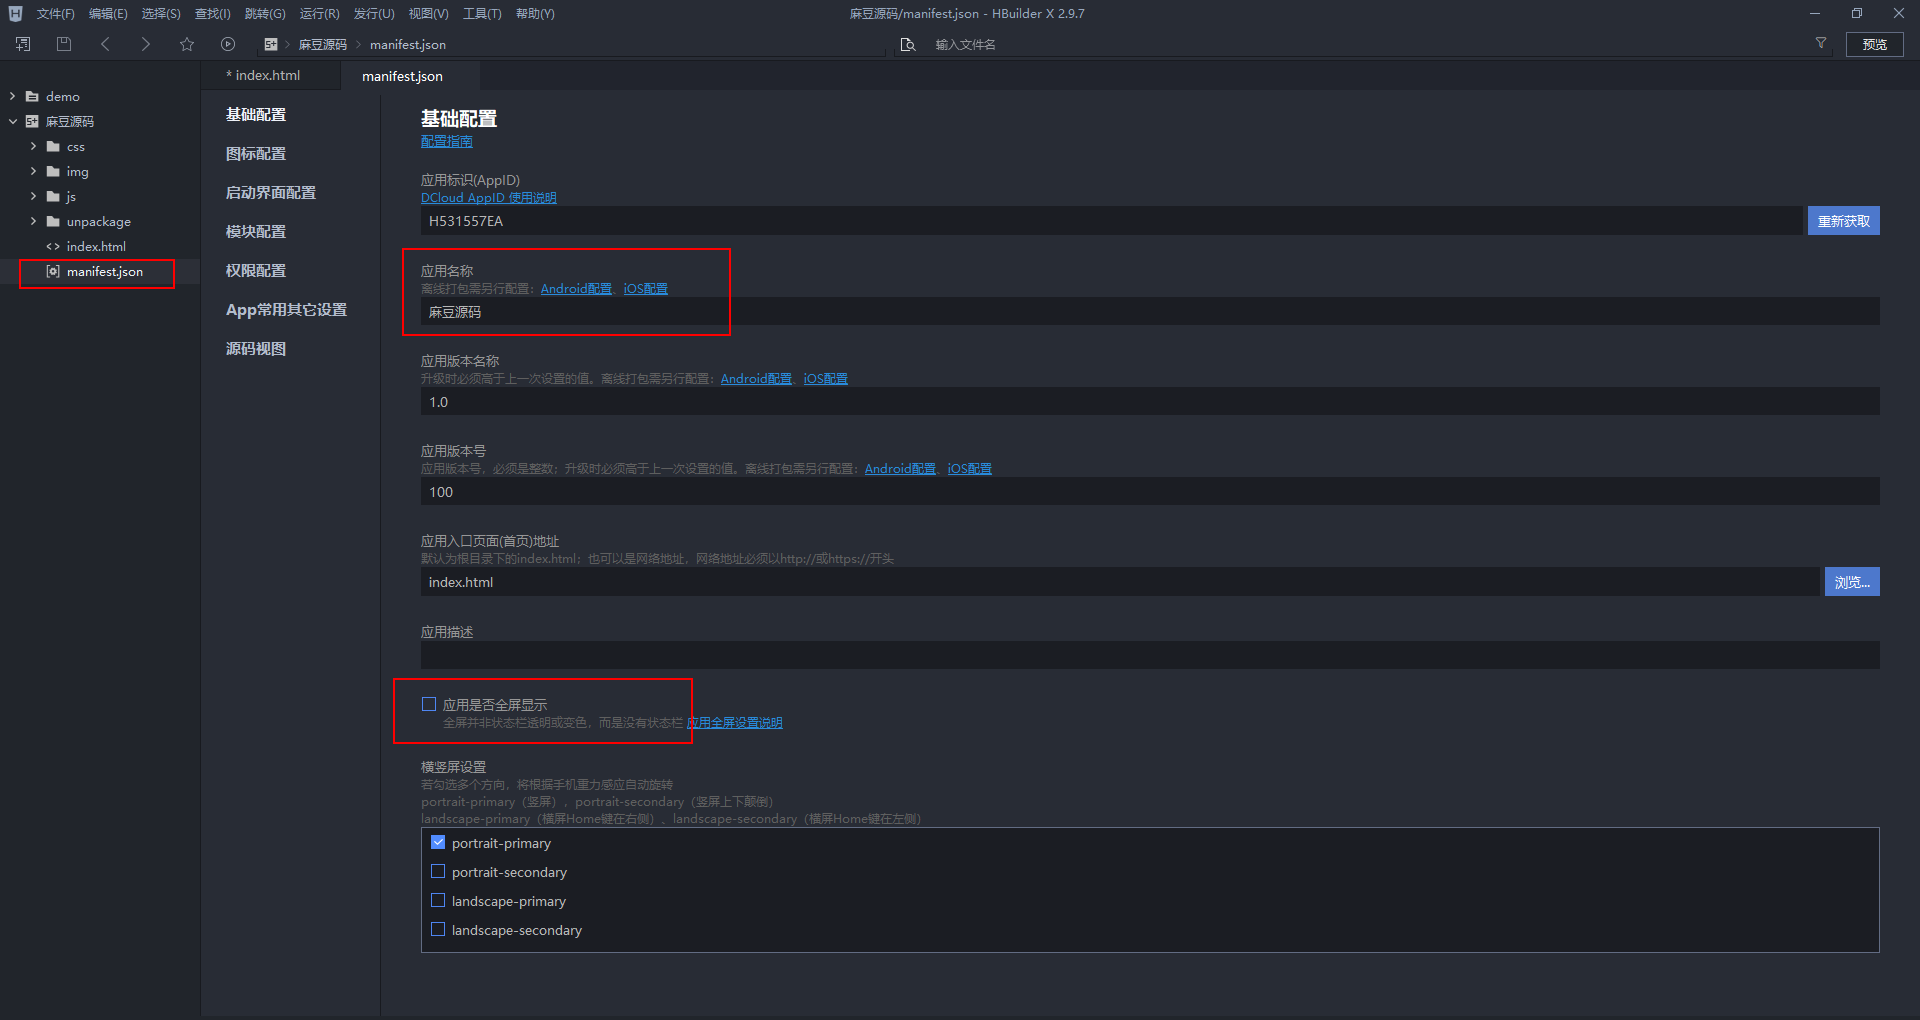 文件(F) 编辑(E) 选择(S) 查找(I) 跳转(G) 运行(R) 发行(U) 视图(V) 工具(T) 帮助(Y)
麻豆源码/manifest.json - HBuilder X 2.9.7
麻豆源码 manifest.json
输入文件名
预览
* index.html
manifest.json
demo
麻豆源码
css
img
js
unpackage
index.html
manifest.json
基础配置
图标配置
启动界面配置
模块配置
权限配置
App常用其它设置
源码视图
基础配置
配置指南
应用标识(AppID)
DCloud AppID 使用说明
H531557EA
重新获取
应用名称
离线打包需另行配置：Android配置、iOS配置
麻豆源码
应用版本名称
升级时必须高于上一次设置的值。离线打包需另行配置：Android配置、iOS配置
1.0
应用版本号
应用版本号，必须是整数；升级时必须高于上一次设置的值。离线打包需另行配置：Android配置、iOS配置
100
应用入口页面(首页)地址
默认为根目录下的index.html；也可以是网络地址，网络地址必须以http://或https://开头
index.html
浏览...
应用描述
应用是否全屏显示
全屏并非状态栏透明或变色，而是没有状态栏 应用全屏设置说明
横竖屏设置
若勾选多个方向，将根据手机重力感应自动旋转
portrait-primary（竖屏），portrait-secondary（竖屏上下颠倒）
landscape-primary（横屏Home键在右侧）、landscape-secondary（横屏Home键在左侧）
portrait-primary
portrait-secondary
landscape-primary
landscape-secondary